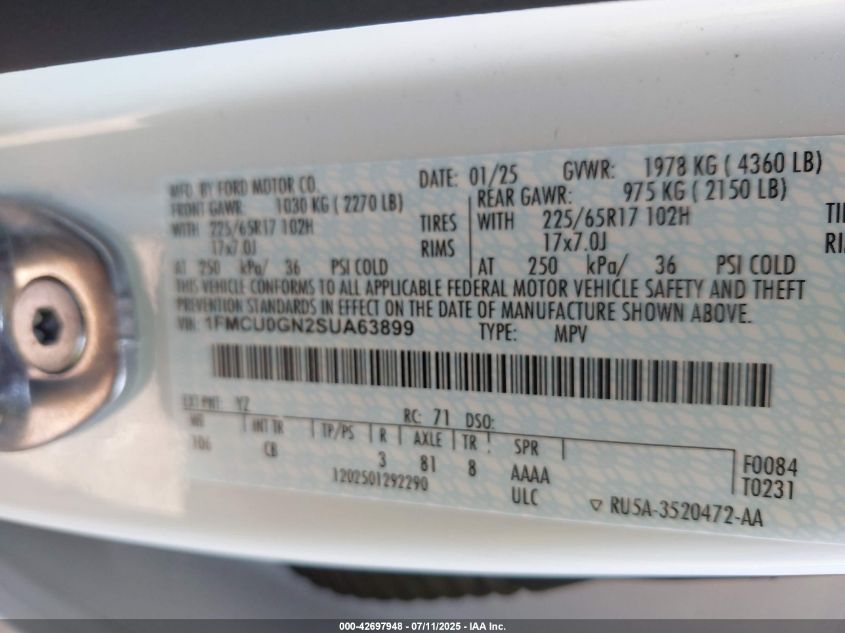 MFD. BY FORD MOTOR CO. DATE: 01/25 GVWR: 1978 KG ( 4360 LB)
FRONT GAWR: 1030 KG ( 2270 LB) REAR GAWR: 975 KG ( 2150 LB)
WITH 225/65R17 102H TIRES WITH 225/65R17 102H
17x7.0J RIMS 17x7.0J
AT 250 kPa/ 36 PSI COLD AT 250 kPa/ 36 PSI COLD
THIS VEHICLE CONFORMS TO ALL APPLICABLE FEDERAL MOTOR VEHICLE SAFETY AND THEFT
PREVENTION STANDARDS IN EFFECT ON THE DATE OF MANUFACTURE SHOWN ABOVE.
VIN: 1FMCU0GN2SUA63899 TYPE: MPV
EXT PNT: YZ RC: 71 DSO:
WB INT TR TP/PS R AXLE TR SPR
106 CB 3 81 8 AAAA F0084
1202501292290 ULC T0231
RU5A-3520472-AA
000-42697948 - 07/11/2025 - IAA Inc.